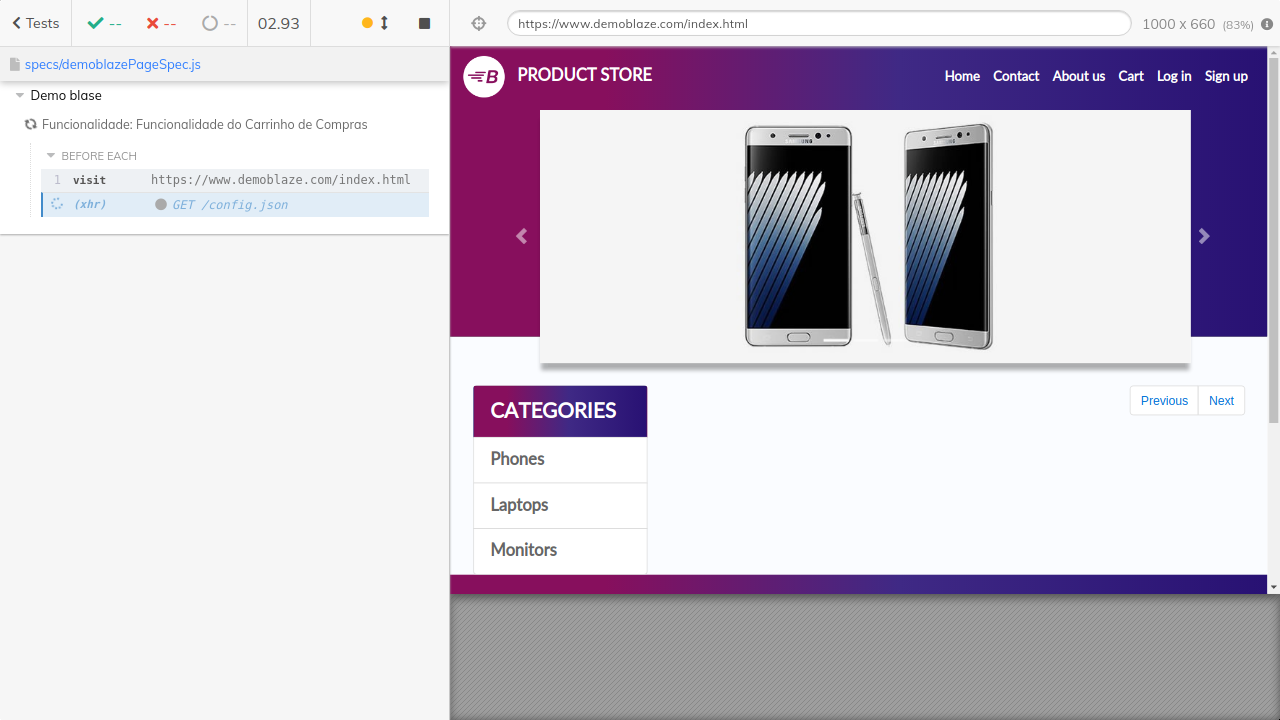 Tests
--
--
--
02.93
https://www.demoblaze.com/index.html
1000 x 660 (83%)
specs/demoblazePageSpec.js
Demo blase
Funcionalidade: Funcionalidade do Carrinho de Compras
BEFORE EACH
1 visit https://www.demoblaze.com/index.html
(xhr) GET /config.json
B PRODUCT STORE
Home Contact About us Cart Log in Sign up
SAMSUNG
CATEGORIES
Phones
Laptops
Monitors
Previous Next